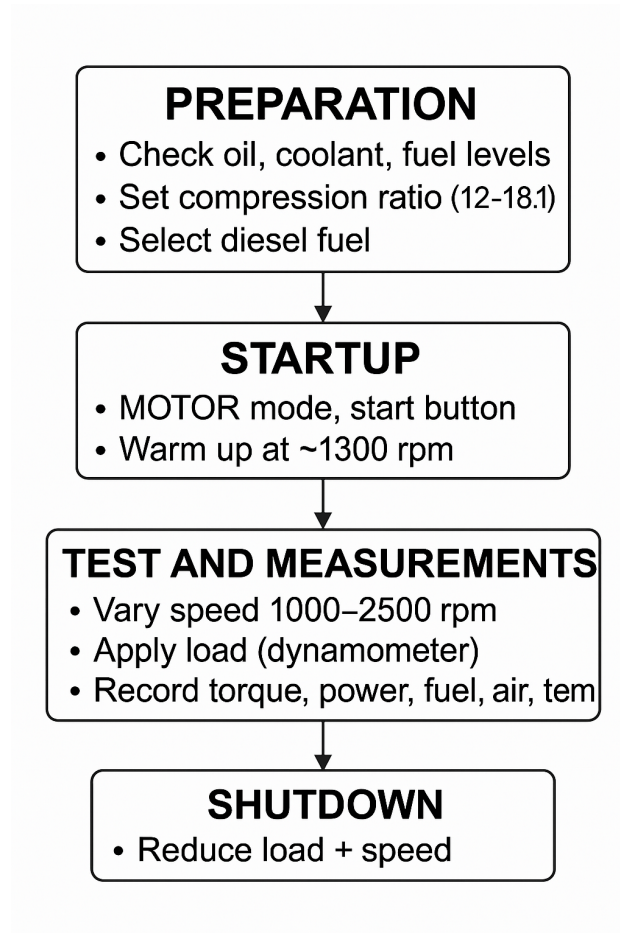 PREPARATION
• Check oil, coolant, fuel levels
• Set compression ratio (12–18.1)
• Select diesel fuel
STARTUP
• MOTOR mode, start button
• Warm up at ~1300 rpm
TEST AND MEASUREMENTS
• Vary speed 1000–2500 rpm
• Apply load (dynamometer)
• Record torque, power, fuel, air, tem
SHUTDOWN
• Reduce load + speed